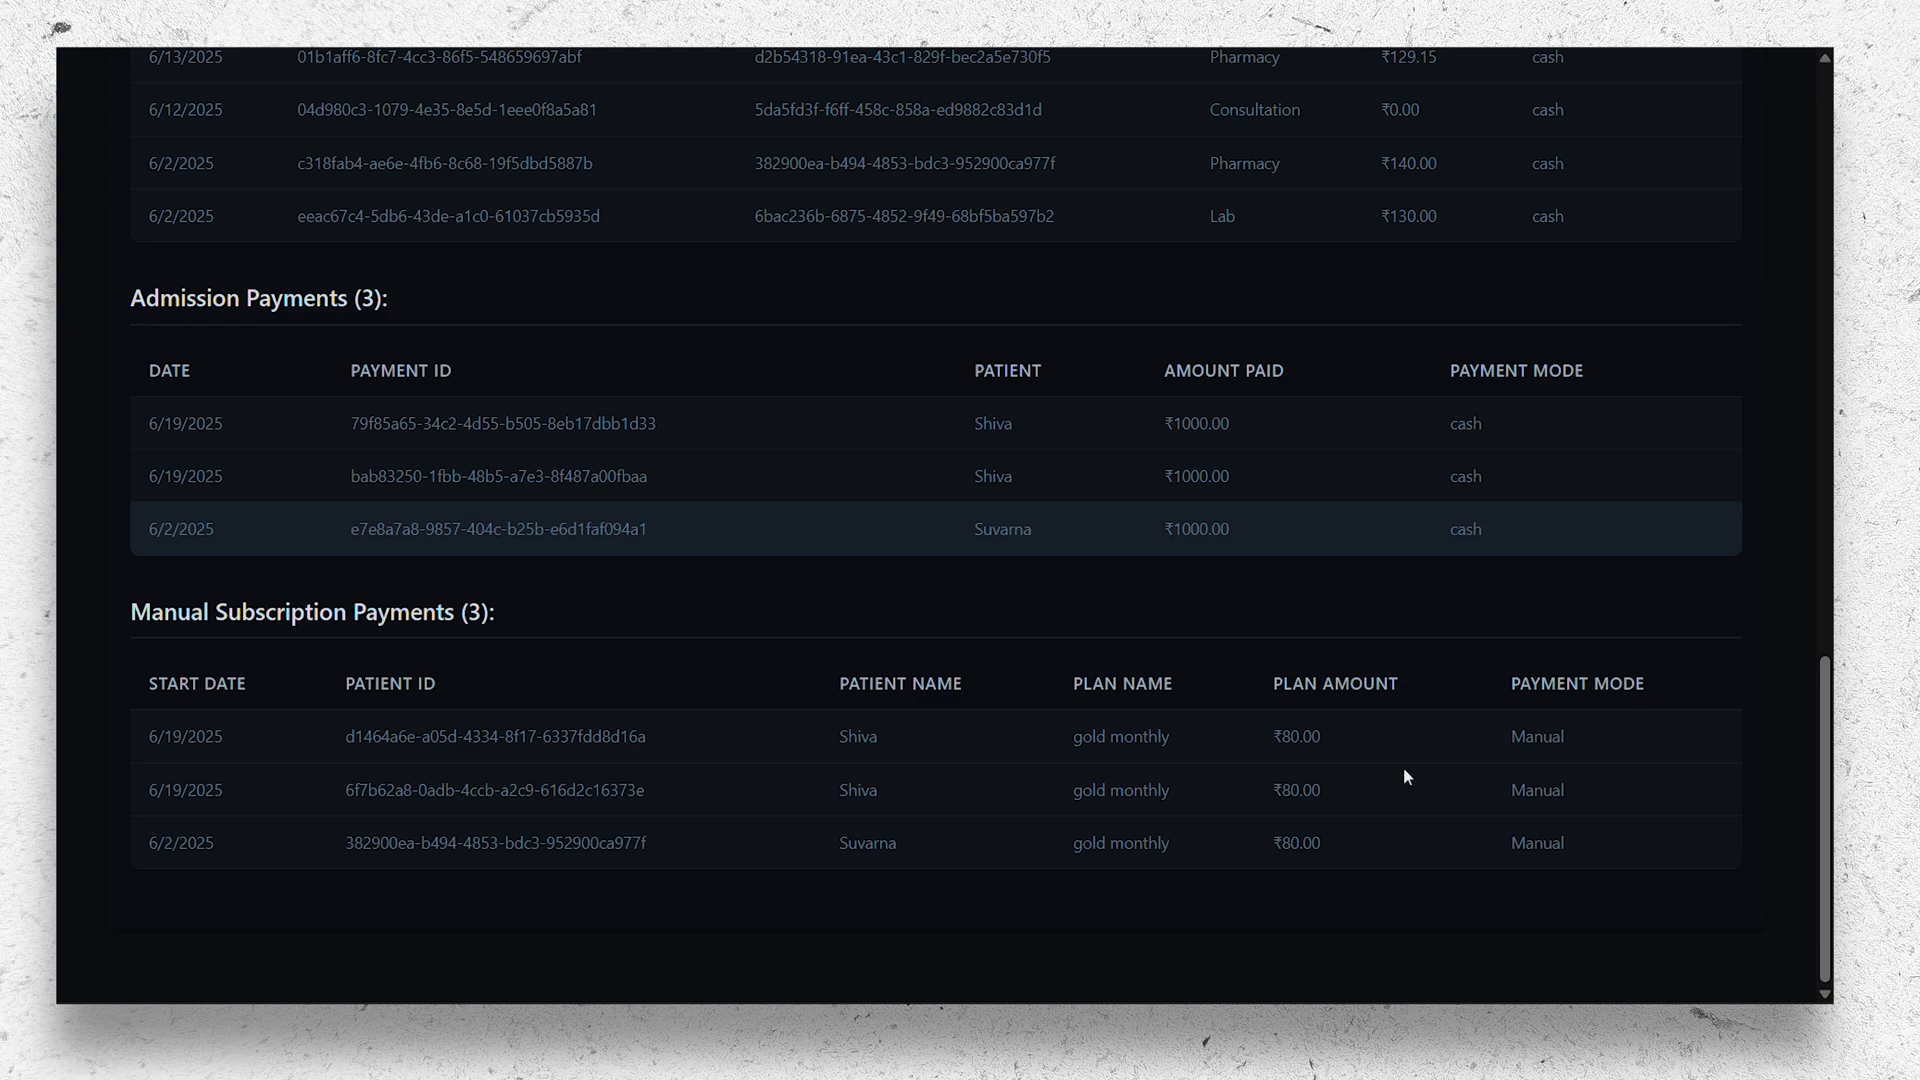 6/13/2025 01b1aff6-8fc7-4cc3-86f5-548659697abf d2b54318-91ea-43c1-829f-bec2a5e730f5 Pharmacy ₹129.15 cash
6/12/2025 04d980c3-1079-4e35-8e5d-1eee0f8a5a81 5da5fd3f-f6ff-458c-858a-ed9882c83d1d Consultation ₹0.00 cash
6/2/2025 c318fab4-ae6e-4fb6-8c68-19f5dbd5887b 382900ea-b494-4853-bdc3-952900ca977f Pharmacy ₹140.00 cash
6/2/2025 eeac67c4-5db6-43de-a1c0-61037cb5935d 6bac236b-6875-4852-9f49-68bf5ba597b2 Lab ₹130.00 cash
Admission Payments (3):
DATE PAYMENT ID PATIENT AMOUNT PAID PAYMENT MODE
6/19/2025 79f85a65-34c2-4d55-b505-8eb17dbb1d33 Shiva ₹1000.00 cash
6/19/2025 bab83250-1fbb-48b5-a7e3-8f487a00fbaa Shiva ₹1000.00 cash
6/2/2025 e7e8a7a8-9857-404c-b25b-e6d1faf094a1 Suvarna ₹1000.00 cash
Manual Subscription Payments (3):
START DATE PATIENT ID PATIENT NAME PLAN NAME PLAN AMOUNT PAYMENT MODE
6/19/2025 d1464a6e-a05d-4334-8f17-6337fdd8d16a Shiva gold monthly ₹80.00 Manual
6/19/2025 6f7b62a8-0adb-4ccb-a2c9-616d2c16373e Shiva gold monthly ₹80.00 Manual
6/2/2025 382900ea-b494-4853-bdc3-952900ca977f Suvarna gold monthly ₹80.00 Manual